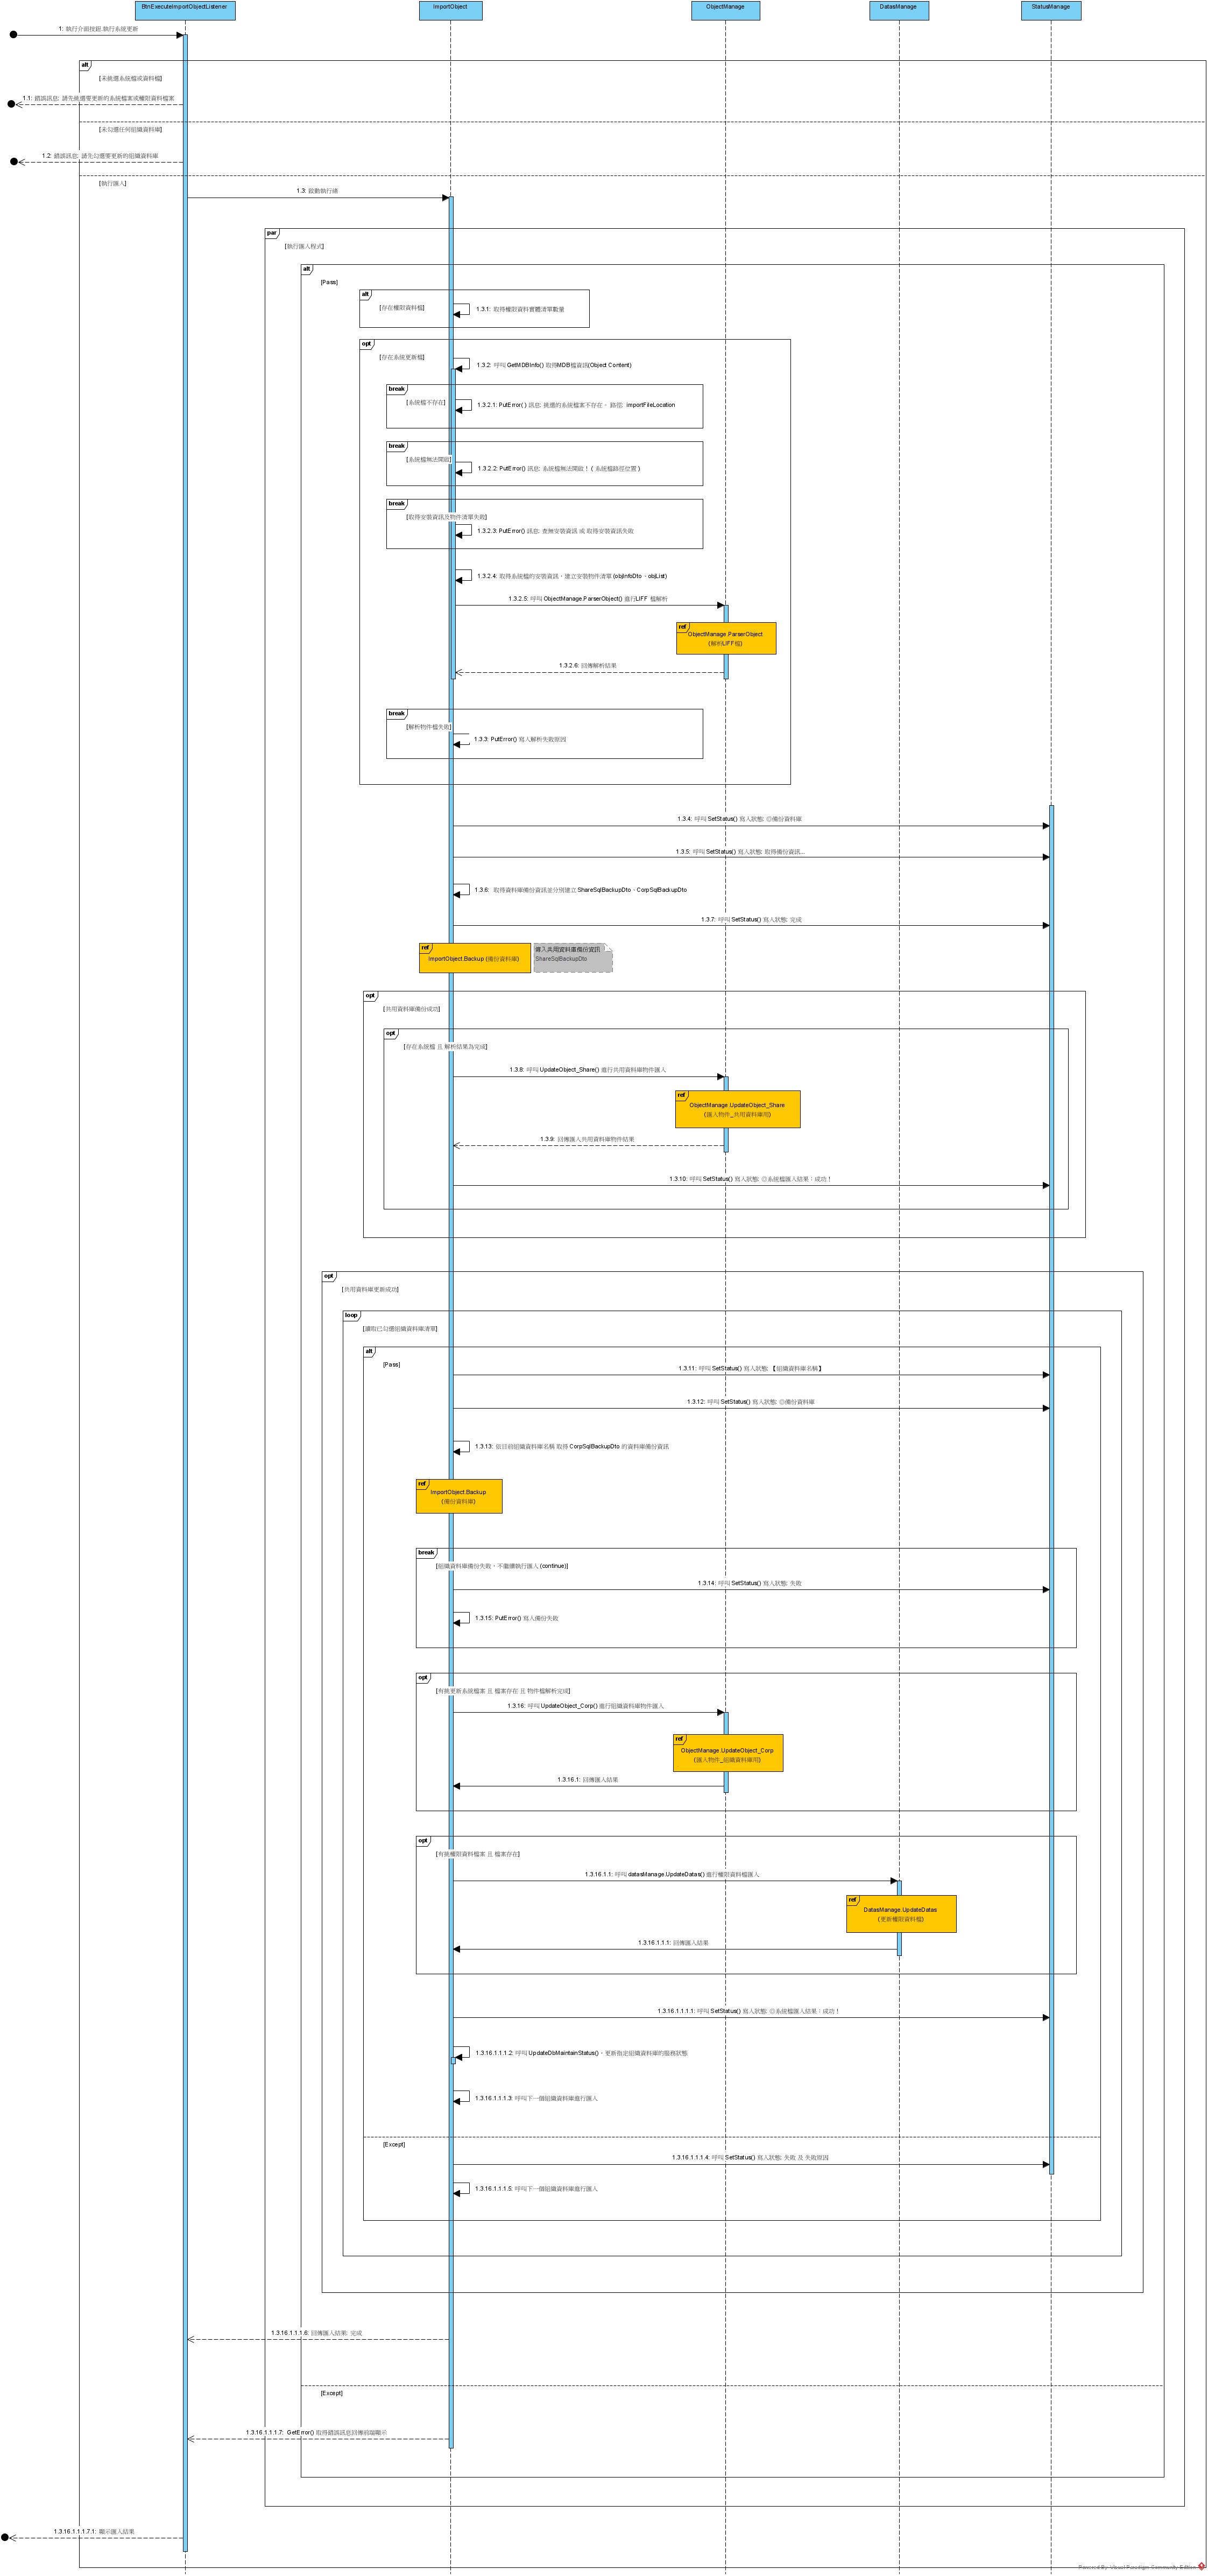 BtnExecuteImportObjectListener
ImportObject
ObjectManage
DatasManage
StatusManage
1: 執行介面按鈕.執行系統更新
alt
[未挑選系統檔或資料檔]
1.1: 錯誤訊息: 請先挑選要更新的系統檔案或權限資料檔案
[未勾選任何組織資料庫]
1.2: 錯誤訊息: 請先勾選要更新的組織資料庫
[執行匯入]
1.3: 啟動執行緒
par
[執行匯入程式]
alt
[Pass]
alt
[存在權限資料檔]
1.3.1: 取得權限資料實體清單數量
opt
[存在系統更新檔]
1.3.2: 呼叫 GetMDBInfo() 取得MDB檔資訊(Object Content)
break
[系統檔不存在]
1.3.2.1: PutError( ) 訊息: 挑選的系統檔案不存在， 路徑: importFileLocation
break
[系統檔無法開啟]
1.3.2.2: PutError() 訊息: 系統檔無法開啟！ ( 系統檔路徑位置 )
break
[取得安裝資訊及物件清單失敗]
1.3.2.3: PutError() 訊息: 查無安裝資訊 或 取得安裝資訊失敗
1.3.2.4: 取得系統檔的安裝資訊，建立安裝物件清單 (objInfoDto、objList)
1.3.2.5: 呼叫 ObjectManage.ParserObject() 進行LIFF 檔解析
ref
ObjectManage.ParserObject
(解析LIFF檔)
1.3.2.6: 回傳解析結果
break
[解析物件檔失敗]
1.3.3: PutError() 寫入解析失敗原因
1.3.4: 呼叫 SetStatus() 寫入狀態: ◎備份資料庫
1.3.5: 呼叫 SetStatus() 寫入狀態: 取得備份資訊...
1.3.6: 取得資料庫備份資訊並分別建立 ShareSqlBackupDto、CorpSqlBackupDto
1.3.7: 呼叫 SetStatus() 寫入狀態: 完成
ref
ImportObject.Backup (備份資料庫)
帶入共用資料庫備份資訊
ShareSqlBackupDto
opt
[共用資料庫備份成功]
opt
[存在系統檔 且 解析結果為完成]
1.3.8: 呼叫 UpdateObject_Share() 進行共用資料庫物件匯入
ref
ObjectManage.UpdateObject_Share
(匯入物件_共用資料庫用)
1.3.9: 回傳匯入共用資料庫物件結果
1.3.10: 呼叫 SetStatus() 寫入狀態: ◎系統檔匯入結果：成功！
opt
[共用資料庫更新成功]
loop
[讀取已勾選組織資料庫清單]
alt
[Pass]
1.3.11: 呼叫 SetStatus() 寫入狀態: 【組織資料庫名稱】
1.3.12: 呼叫 SetStatus() 寫入狀態: ◎備份資料庫
1.3.13: 從目前組織資料庫名稱 取得 CorpSqlBackupDto 的資料庫備份資訊
ref
ImportObject.Backup
(備份資料庫)
break
[組織資料庫備份失敗，不繼續執行匯入 (continue)]
1.3.14: 呼叫 SetStatus() 寫入狀態: 失敗
1.3.15: PutError() 寫入備份失敗
opt
[有挑更新系統檔案 且 檔案存在 且 物件檔解析完成]
1.3.16: 呼叫 UpdateObject_Corp() 進行組織資料庫物件匯入
ref
ObjectManage.UpdateObject_Corp
(匯入物件_組織資料庫用)
1.3.16.1: 回傳匯入結果
opt
[有挑權限資料檔案 且 檔案存在]
1.3.16.1.1: 呼叫 datasManage.UpdateDatas() 進行權限資料檔匯入
ref
DatasManage.UpdateDatas
(更新權限資料檔)
1.3.16.1.1.1: 回傳匯入結果
1.3.16.1.1.1.1: 呼叫 SetStatus() 寫入狀態: ◎系統檔匯入結果：成功！
1.3.16.1.1.1.2: 呼叫 UpdateDbMaintainStatus()，更新指定組織資料庫的服務狀態
1.3.16.1.1.1.3: 呼叫下一個組織資料庫進行匯入
[Except]
1.3.16.1.1.1.4: 呼叫 SetStatus() 寫入狀態: 失敗 及 失敗原因
1.3.16.1.1.1.5: 呼叫下一個組織資料庫進行匯入
1.3.16.1.1.1.6: 回傳匯入結果: 完成
[Except]
1.3.16.1.1.1.7: GetError() 取得錯誤訊息回傳前端顯示
1.3.16.1.1.1.7.1: 顯示匯入結果
Powered By Visual Paradigm Community Edition